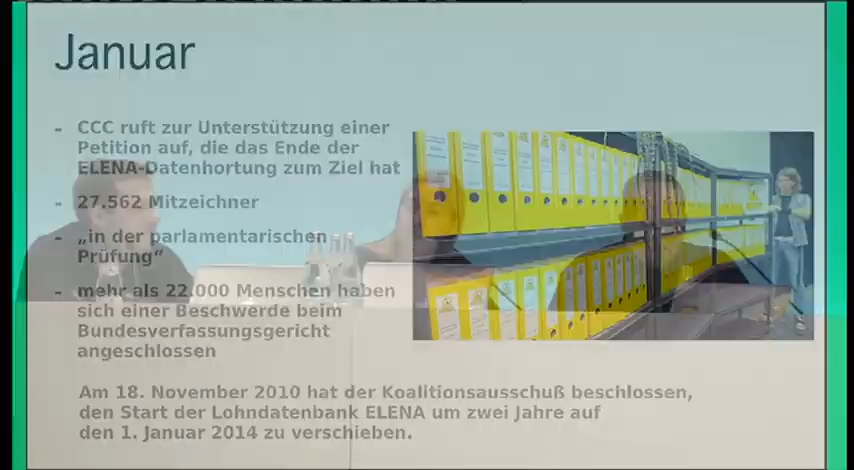 Januar
- CCC ruft zur Unterstützung einer
Petition auf, die das Ende der
ELENA-Datenhortung zum Ziel hat
- 27.562 Mitzeichner
- „in der parlamentarischen
Prüfung“
- mehr als 22.000 Menschen haben
sich einer Beschwerde beim
Bundesverfassungsgericht
angeschlossen
Am 18. November 2010 hat der Koalitionsausschuß beschlossen,
den Start der Lohndatenbank ELENA um zwei Jahre auf
den 1. Januar 2014 zu verschieben.